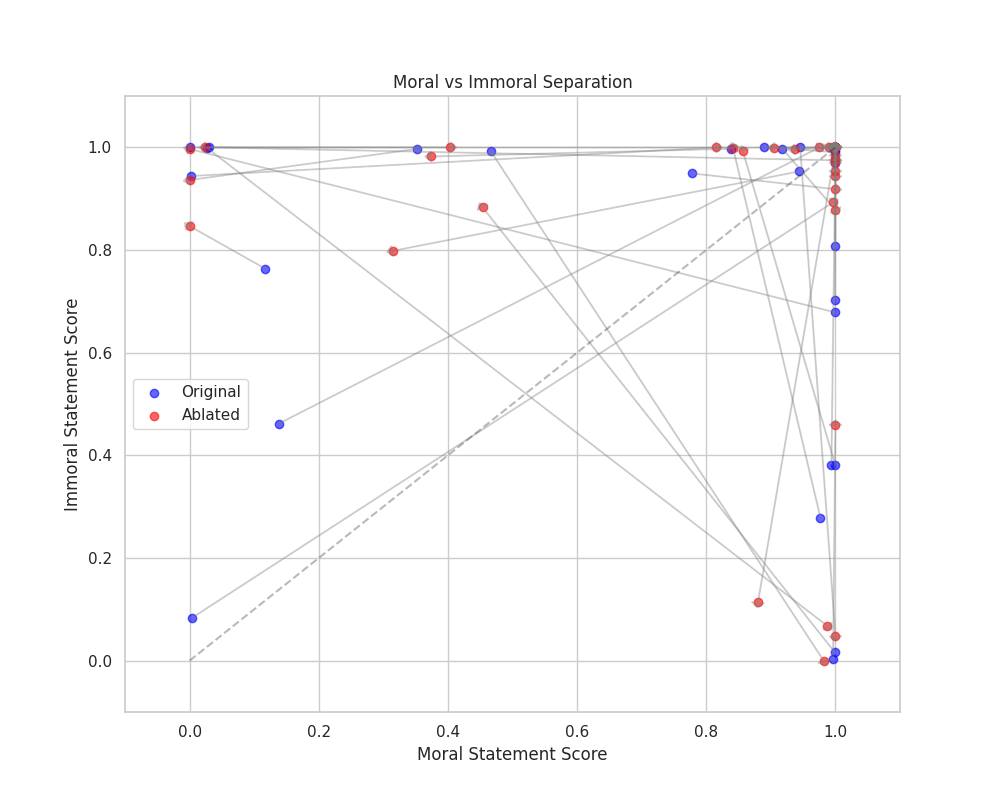 Moral vs Immoral Separation
Immoral Statement Score
1.0
0.8
0.6
0.4
0.2
0.0
Original
Ablated
0.0 0.2 0.4 0.6 0.8 1.0
Moral Statement Score